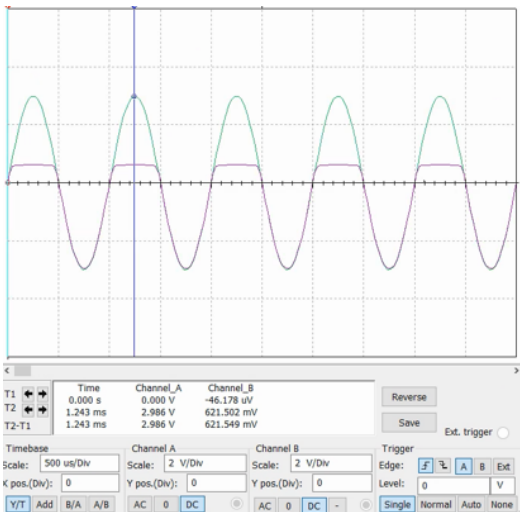 Time Channel_A Channel_B
T1 0.000 s 0.000 V -46.178 uV
T2 1.243 ms 2.986 V 621.502 mV
T2-T1 1.243 ms 2.986 V 621.549 mV
Reverse
Save
Ext. trigger
Timebase Channel A Channel B Trigger
Scale: 500 us/Div Scale: 2 V/Div Scale: 2 V/Div Edge: A B Ext
X pos.(Div): 0 Y pos.(Div): 0 Y pos.(Div): 0 Level: 0 V
Y/T Add B/A A/B AC 0 DC AC 0 DC - Single Normal Auto None